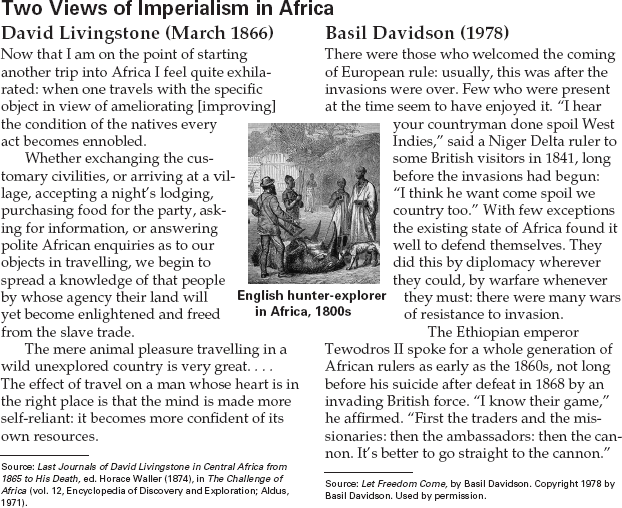 Two Views of Imperialism in Africa
David Livingstone (March 1866)
Now that I am on the point of starting
another trip into Africa I feel quite exhila-
rated: when one travels with the specific
object in view of ameliorating [improving]
the condition of the natives every
act becomes ennobled.
Whether exchanging the cus-
tomary civilities, or arriving at a vil-
lage, accepting a night's lodging,
purchasing food for the party, ask-
ing for information, or answering
polite African enquiries as to our
objects in travelling, we begin to
spread a knowledge of that people
by whose agency their land will
yet become enlightened and freed
from the slave trade.
The mere animal pleasure travelling in a
wild unexplored country is very great. . . .
The effect of travel on a man whose heart is in
the right place is that the mind is made more
self-reliant: it becomes more confident of its
own resources.
Source: Last Journals of David Livingstone in Central Africa from
1865 to His Death, ed. Horace Waller (1874), in The Challenge of
Africa (vol. 12, Encyclopedia of Discovery and Exploration; Aldus,
1971).
English hunter-explorer
in Africa, 1800s
Basil Davidson (1978)
There were those who welcomed the coming
of European rule: usually, this was after the
invasions were over. Few who were present
at the time seem to have enjoyed it. "I hear
your countryman done spoil West
Indies," said a Niger Delta ruler to
some British visitors in 1841, long
before the invasions had begun:
"I think he want come spoil we
country too." With few exceptions
the existing state of Africa found it
well to defend themselves. They
did this by diplomacy wherever
they could, by warfare whenever
they must: there were many wars
of resistance to invasion.
The Ethiopian emperor
Tewodros II spoke for a whole generation of
African rulers as early as the 1860s, not long
before his suicide after defeat in 1868 by an
invading British force. "I know their game,"
he affirmed. "First the traders and the mis-
sionaries: then the ambassadors: then the can-
non. It's better to go straight to the cannon."
Source: Let Freedom Come, by Basil Davidson. Copyright 1978 by
Basil Davidson. Used by permission.